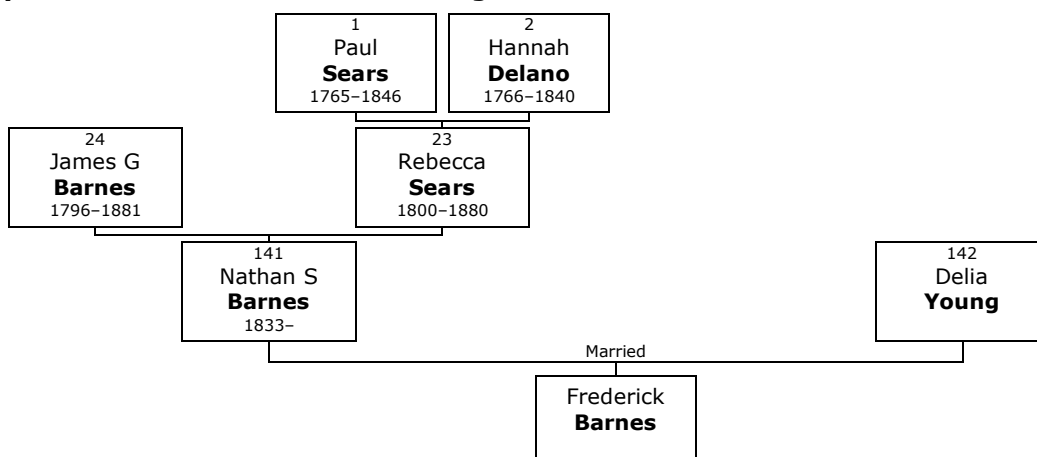 1
Paul
Sears
1765–1846
2
Hannah
Delano
1766–1840
24
James G
Barnes
1796–1881
23
Rebecca
Sears
1800–1880
141
Nathan S
Barnes
1833–
142
Delia
Young
Married
Frederick
Barnes